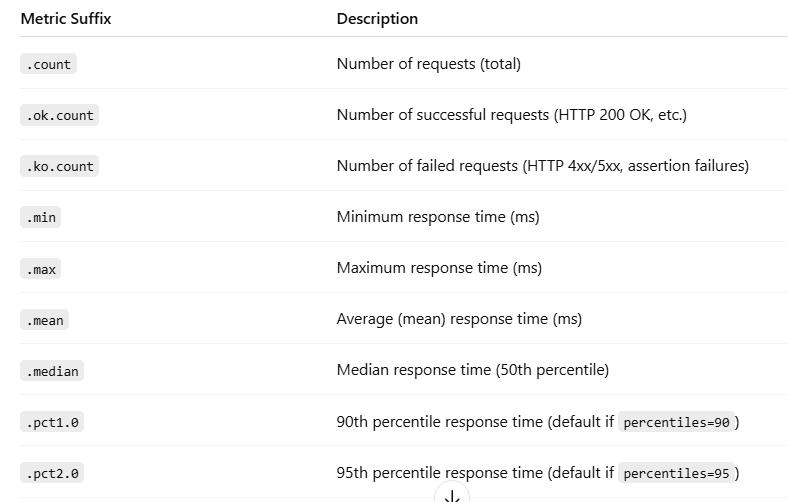 Metric Suffix Description
.count Number of requests (total)
.ok.count Number of successful requests (HTTP 200 OK, etc.)
.ko.count Number of failed requests (HTTP 4xx/5xx, assertion failures)
.min Minimum response time (ms)
.max Maximum response time (ms)
.mean Average (mean) response time (ms)
.median Median response time (50th percentile)
.pct1.0 90th percentile response time (default if percentiles=90)
.pct2.0 95th percentile response time (default if percentiles=95)